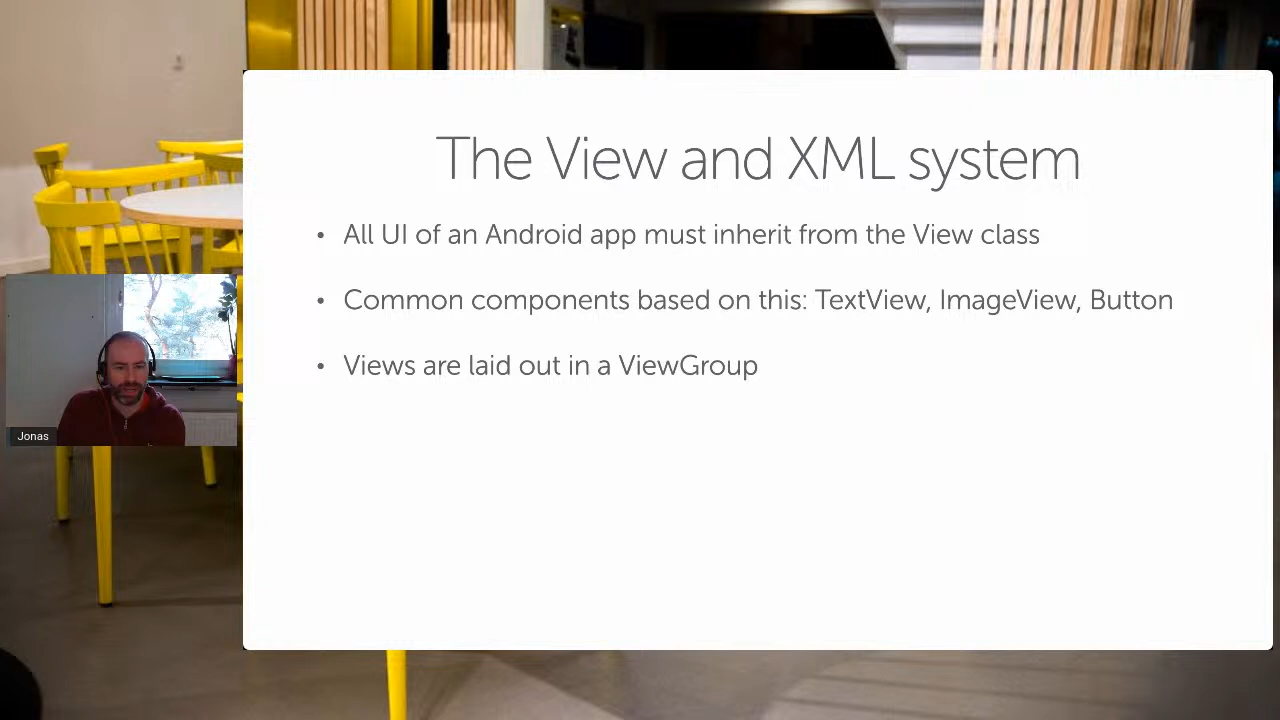 The View and XML system
• All UI of an Android app must inherit from the View class
• Common components based on this: TextView, ImageView, Button
• Views are laid out in a ViewGroup
Jonas